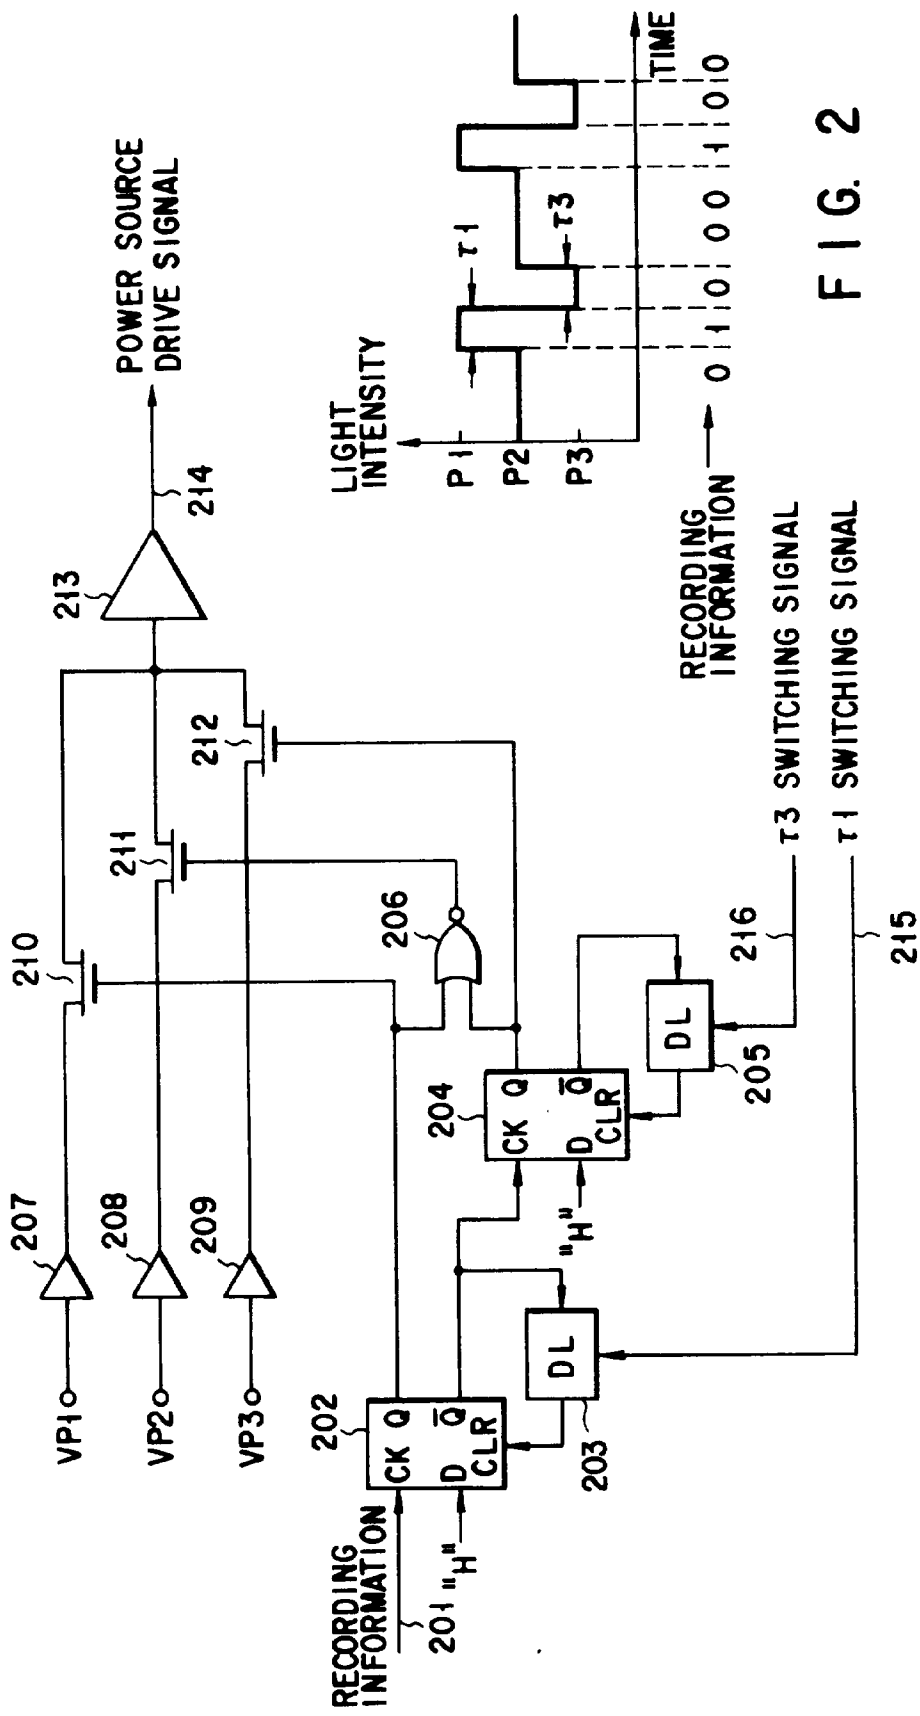 VP1
207
VP2
208
VP3
209
210
211
212
213
214
POWER SOURCE
DRIVE SIGNAL
RECORDING
INFORMATION
201
"H"
202
CK Q
D Q̅
CLR
DL
203
"H"
204
CK Q
D Q̅
CLR
DL
205
206
216
τ3 SWITCHING SIGNAL
215
τ1 SWITCHING SIGNAL
LIGHT
INTENSITY
P1
P2
P3
τ1
τ3
TIME
RECORDING
INFORMATION
0 1 0 0 0 1 0 0
FIG. 2